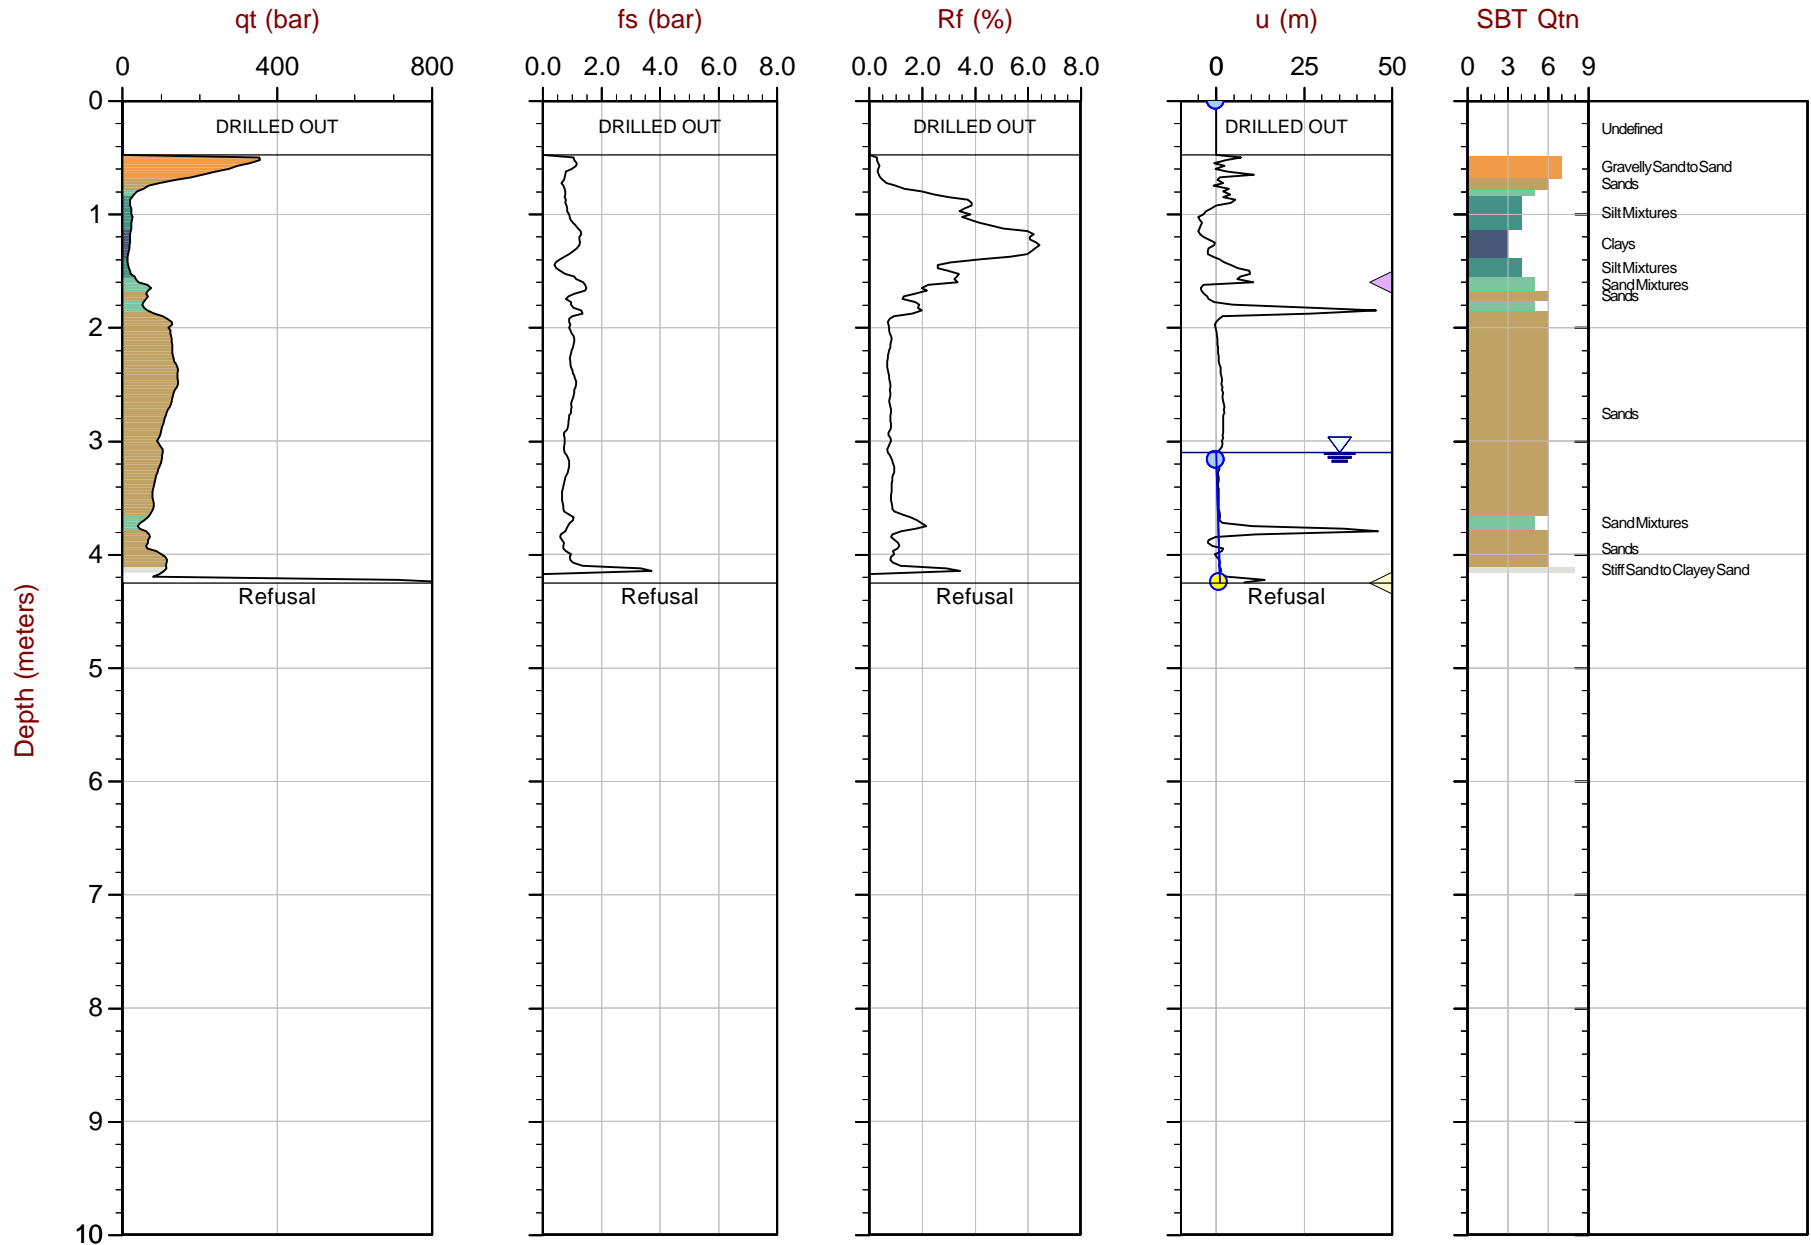 qt (bar) fs (bar) Rf (%) u (m) SBT Qtn
0 400 800 0.0 2.0 4.0 6.0 8.0 0.0 2.0 4.0 6.0 8.0 0 25 50 0 3 6 9
0
DRILLED OUT DRILLED OUT DRILLED OUT DRILLED OUT Undefined
Gravelly Sand to Sand
Sands
1 Silt Mixtures
Clays
Silt Mixtures
Sand Mixtures
Sands
2
Sands
3
Sand Mixtures
4 Sands
Stiff Sand to Clayey Sand
Refusal Refusal Refusal Refusal
5
Depth (meters)
6
7
8
9
10